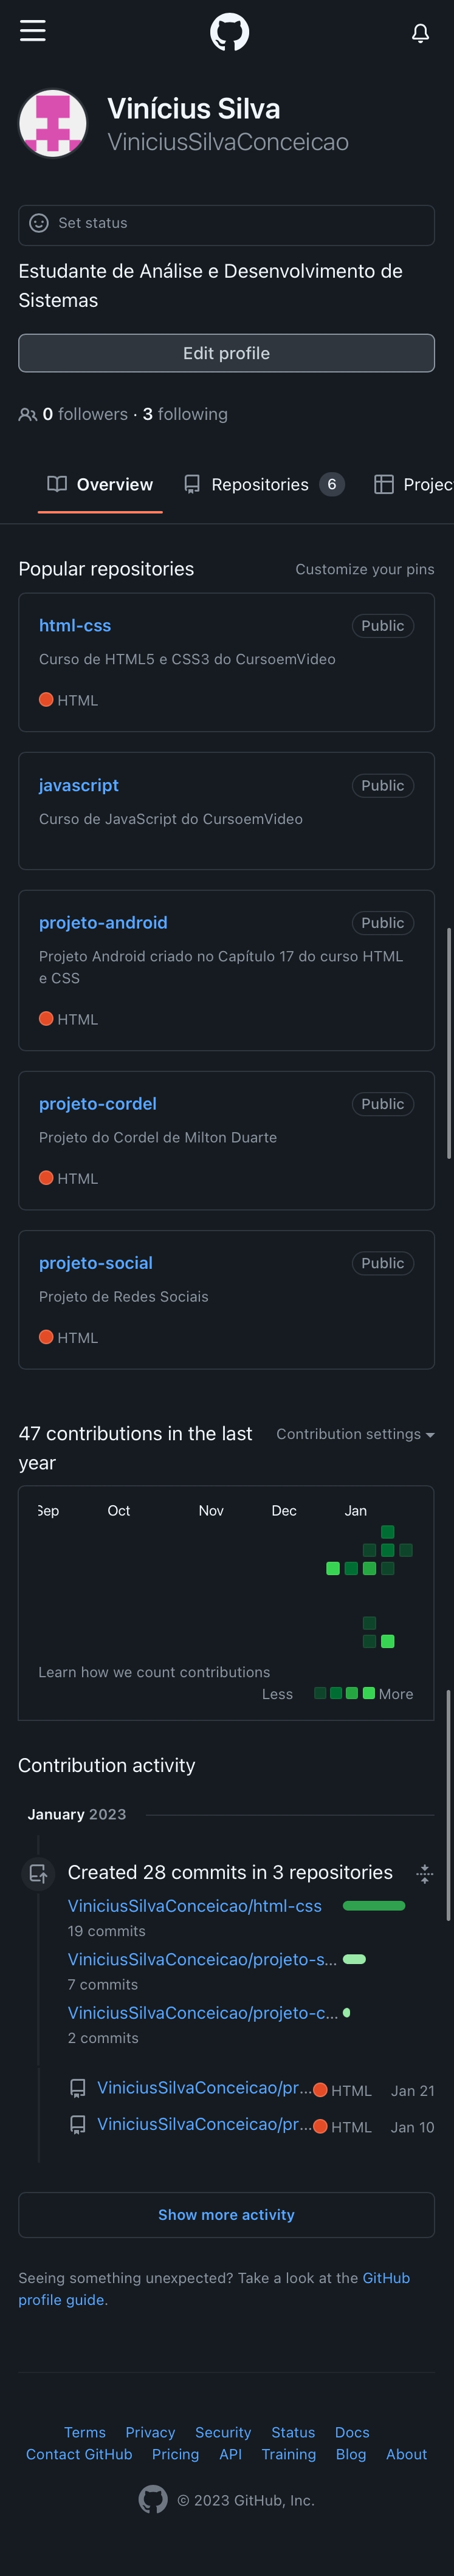 Vinícius Silva
ViniciusSilvaConceicao
Set status
Estudante de Análise e Desenvolvimento de
Sistemas
Edit profile
0 followers · 3 following
Overview Repositories 6 Projec
Popular repositories Customize your pins
html-css Public
Curso de HTML5 e CSS3 do CursoemVideo
HTML
javascript Public
Curso de JavaScript do CursoemVideo
projeto-android Public
Projeto Android criado no Capítulo 17 do curso HTML
e CSS
HTML
projeto-cordel Public
Projeto do Cordel de Milton Duarte
HTML
projeto-social Public
Projeto de Redes Sociais
HTML
47 contributions in the last
year
Contribution settings
Sep Oct Nov Dec Jan
Learn how we count contributions
Less More
Contribution activity
January 2023
Created 28 commits in 3 repositories
ViniciusSilvaConceicao/html-css
19 commits
ViniciusSilvaConceicao/projeto-s...
7 commits
ViniciusSilvaConceicao/projeto-c...
2 commits
ViniciusSilvaConceicao/pr... HTML Jan 21
ViniciusSilvaConceicao/pr... HTML Jan 10
Show more activity
Seeing something unexpected? Take a look at the GitHub
profile guide.
Terms Privacy Security Status Docs
Contact GitHub Pricing API Training Blog About
© 2023 GitHub, Inc.